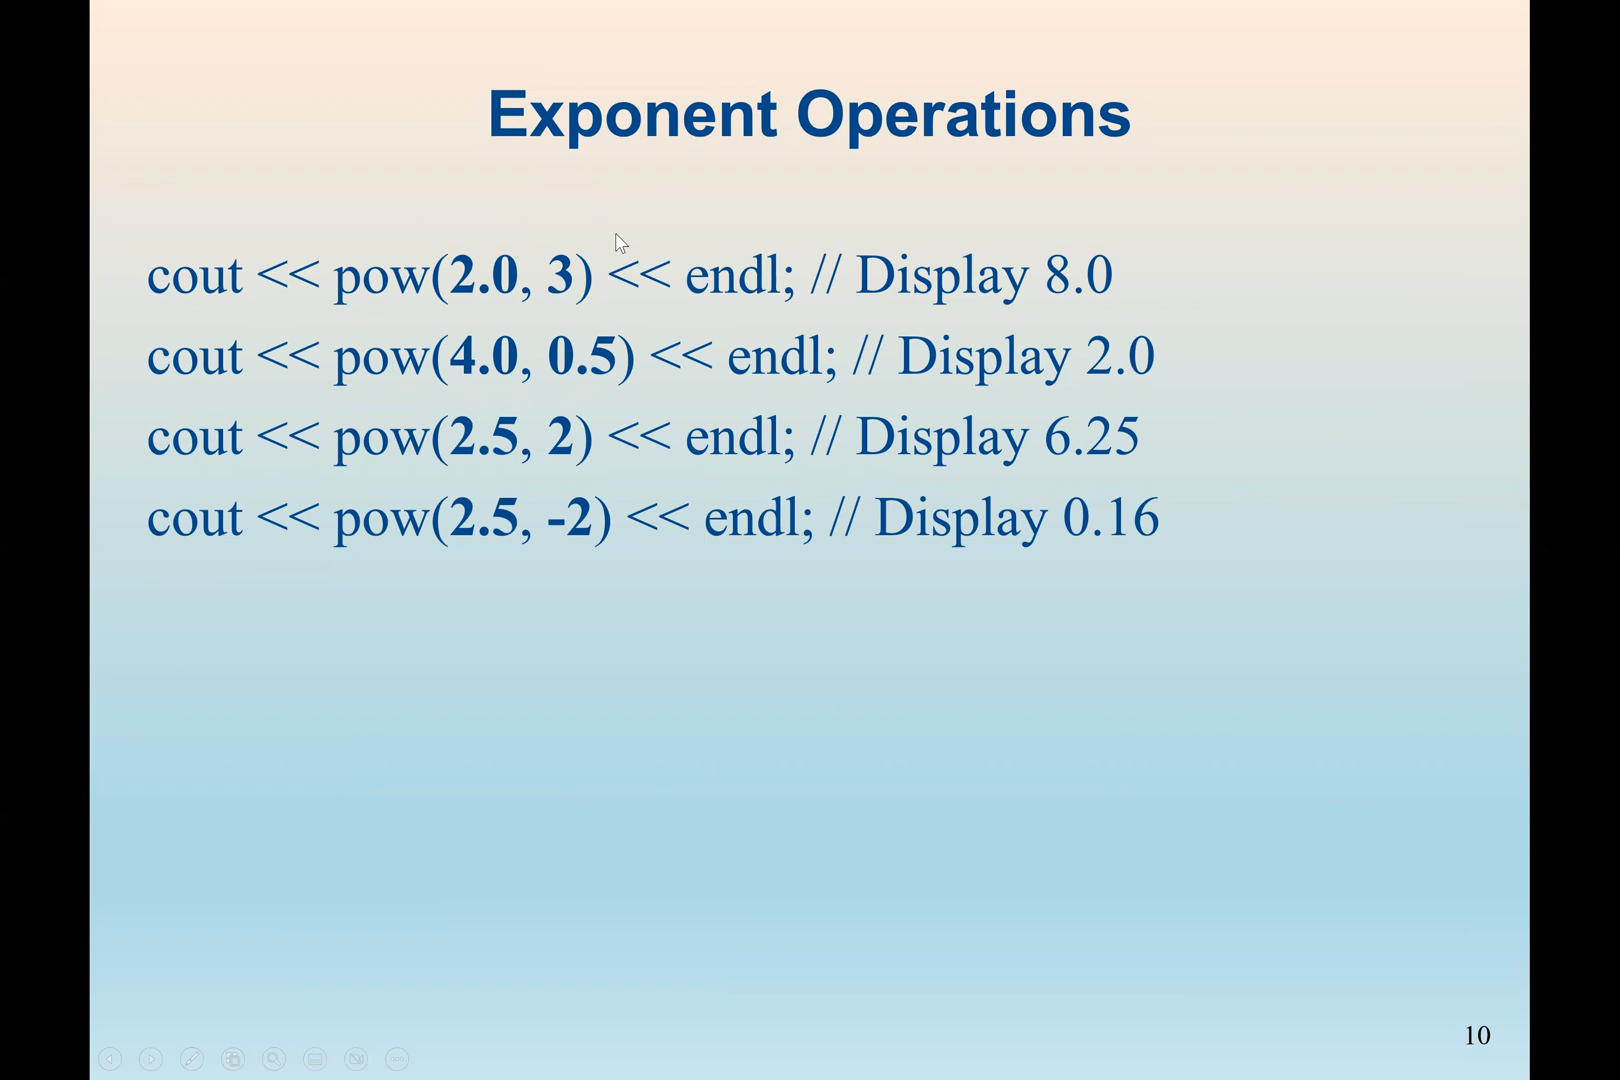 Exponent Operations
cout << pow(2.0, 3) << endl; // Display 8.0
cout << pow(4.0, 0.5) << endl; // Display 2.0
cout << pow(2.5, 2) << endl; // Display 6.25
cout << pow(2.5, -2) << endl; // Display 0.16
10